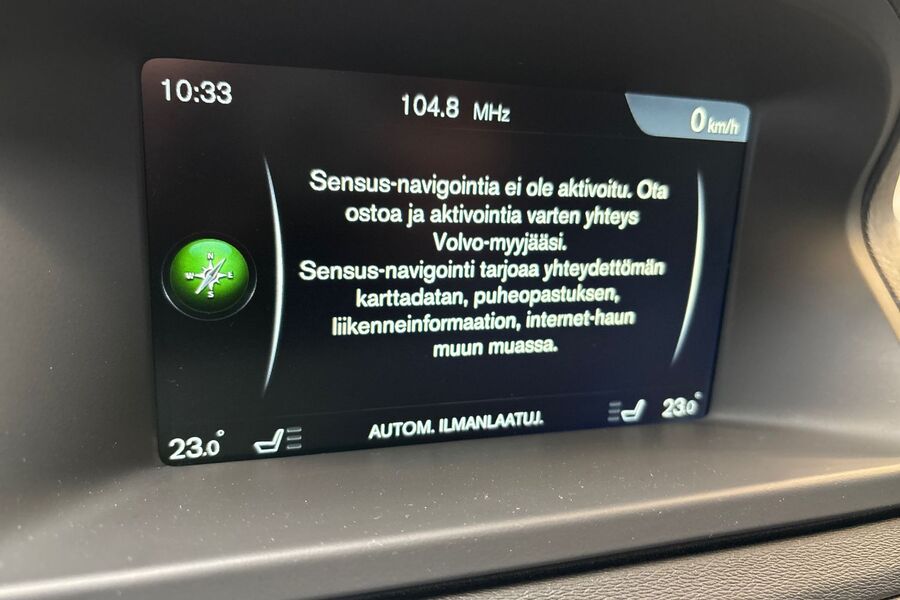 10:33
104.8 MHz
0 km/h
Sensus-navigointia ei ole aktivoitu. Ota
ostoa ja aktivointia varten yhteys
Volvo-myyjääsi.
Sensus-navigointi tarjoaa yhteydettömän
karttadatan, puheopastuksen,
liikenneinformaation, internet-haun
muun muassa.
N
W E
S
23.0°
AUTOM. ILMANLAATUJ.
23.0°